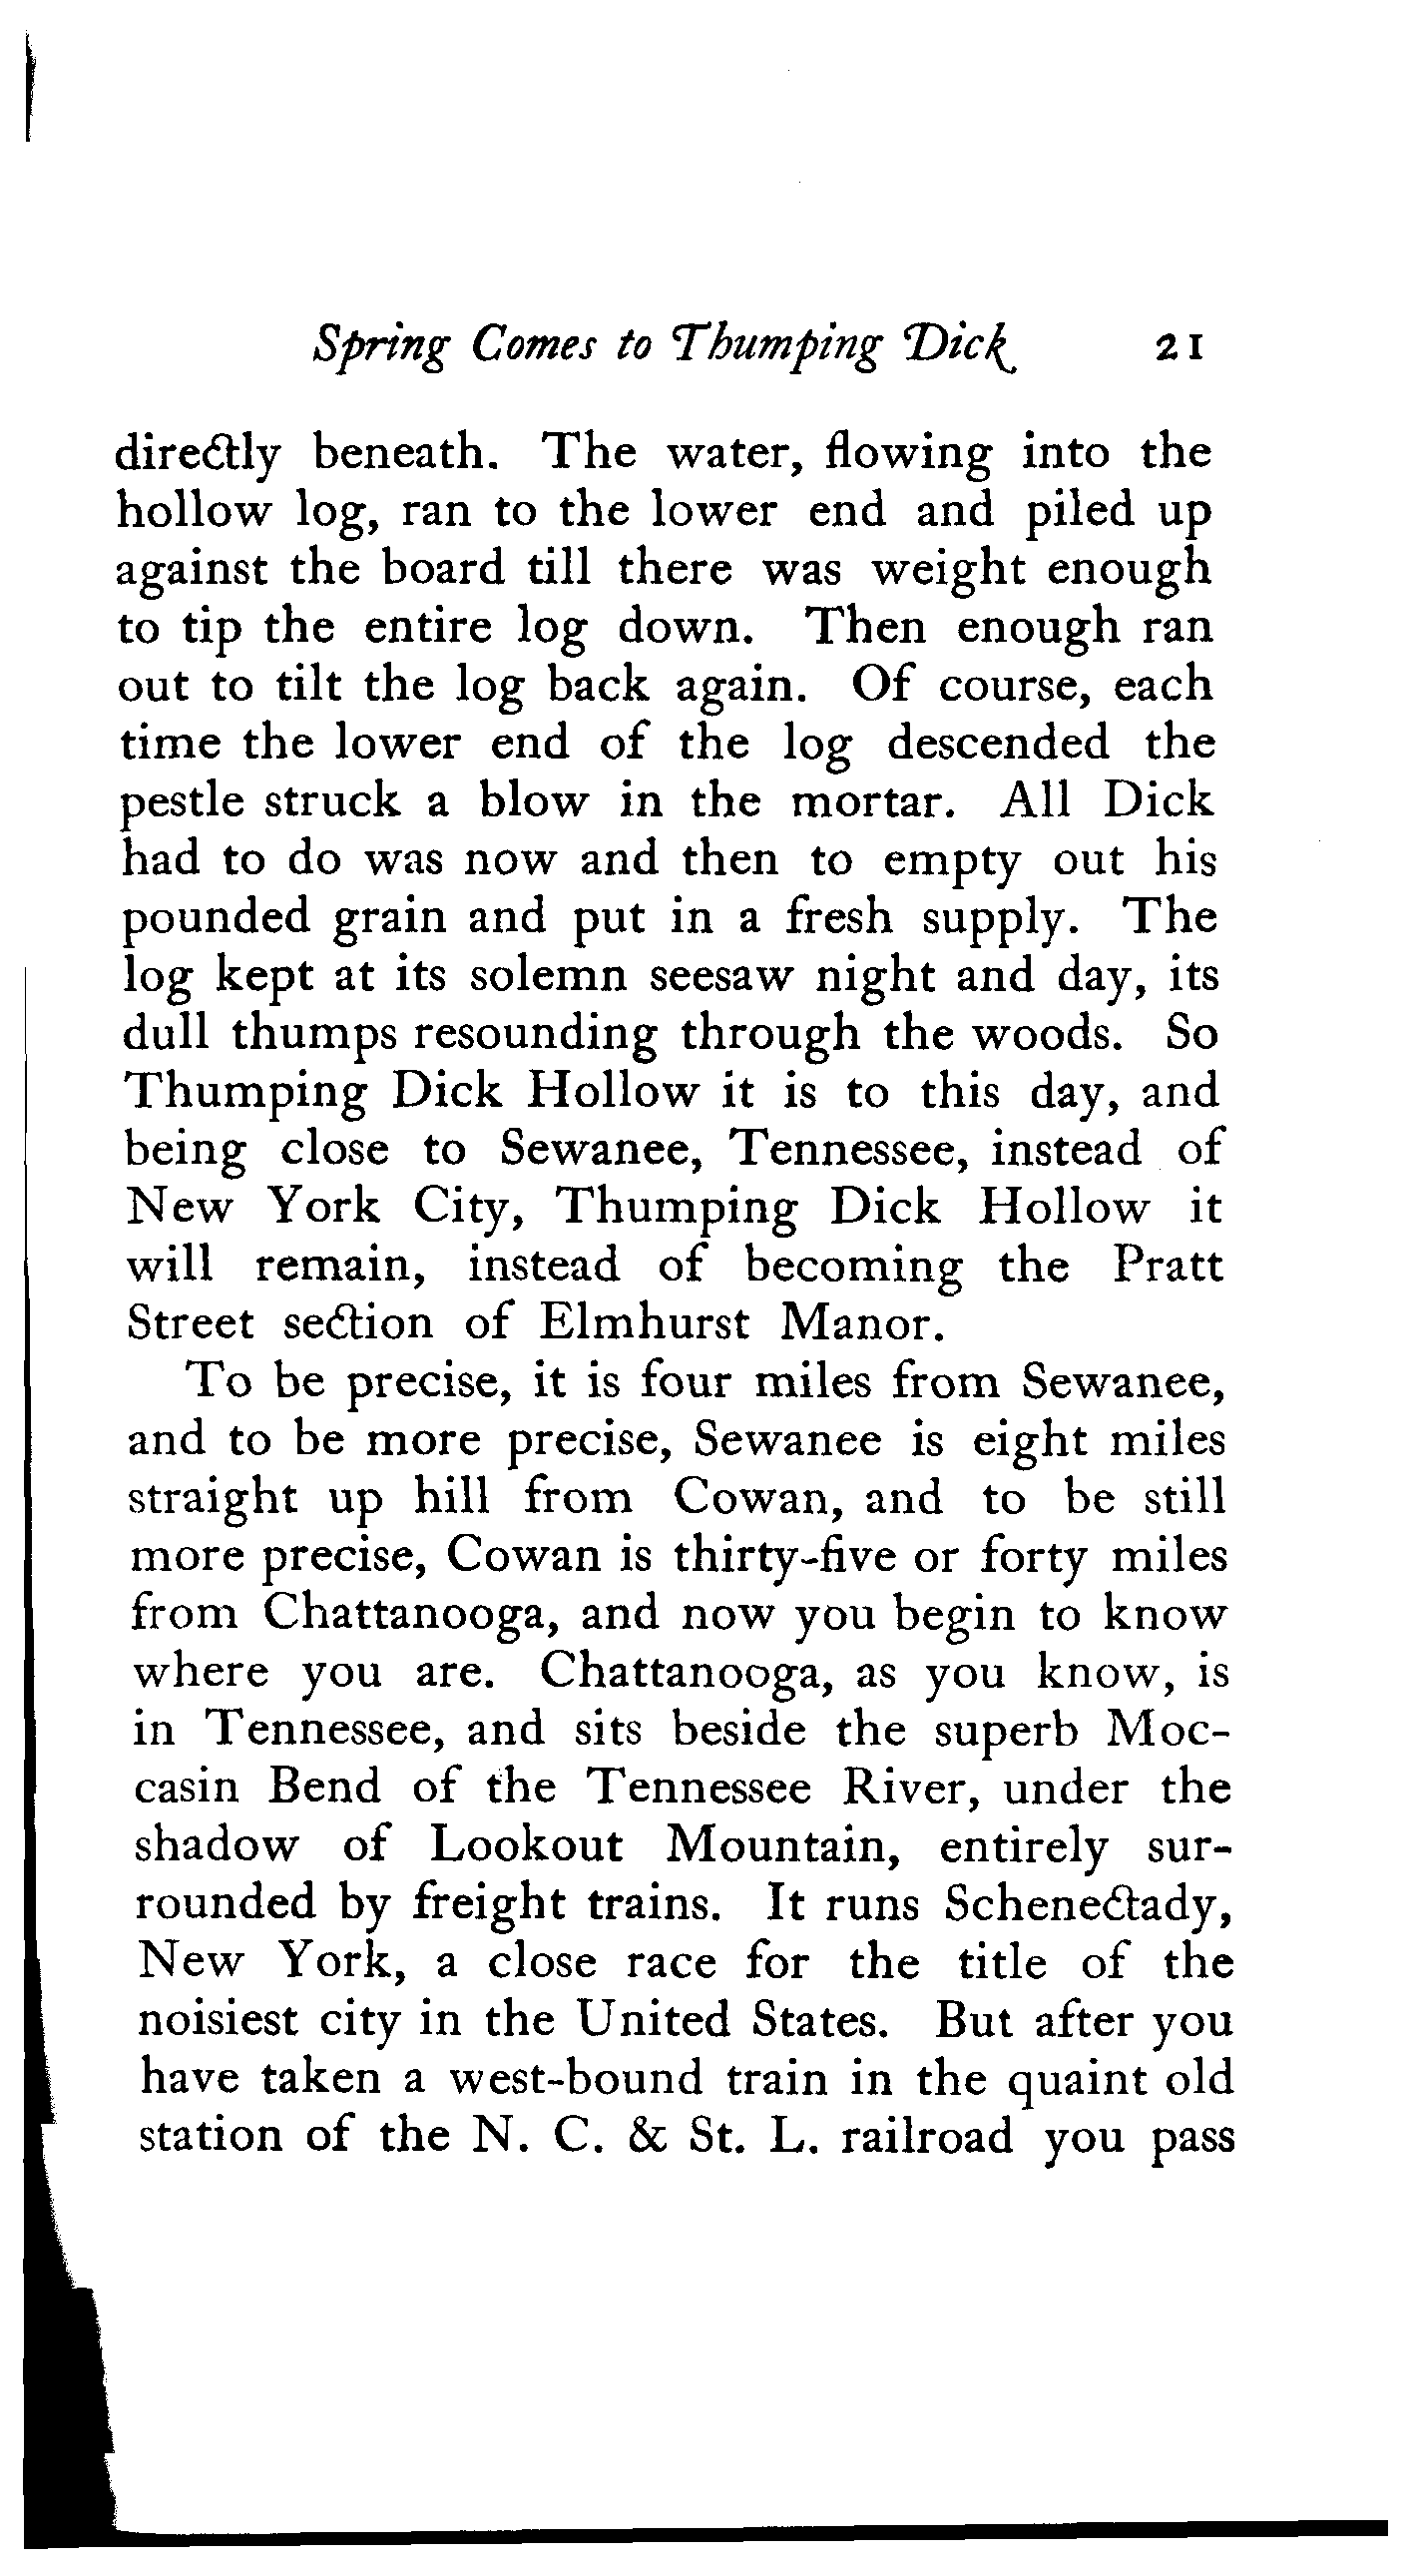 Spring Comes to Thumping Dick 21
directly beneath. The water, flowing into the
hollow log, ran to the lower end and piled up
against the board till there was weight enough
to tip the entire log down. Then enough ran
out to tilt the log back again. Of course, each
time the lower end of the log descended the
pestle struck a blow in the mortar. All Dick
had to do was now and then to empty out his
pounded grain and put in a fresh supply. The
log kept at its solemn seesaw night and day, its
dull thumps resounding through the woods. So
Thumping Dick Hollow it is to this day, and
being close to Sewanee, Tennessee, instead of
New York City, Thumping Dick Hollow it
will remain, instead of becoming the Pratt
Street section of Elmhurst Manor.
To be precise, it is four miles from Sewanee,
and to be more precise, Sewanee is eight miles
straight up hill from Cowan, and to be still
more precise, Cowan is thirty-five or forty miles
from Chattanooga, and now you begin to know
where you are. Chattanooga, as you know, is
in Tennessee, and sits beside the superb Moc-
casin Bend of the Tennessee River, under the
shadow of Lookout Mountain, entirely sur-
rounded by freight trains. It runs Schenectady,
New York, a close race for the title of the
noisiest city in the United States. But after you
have taken a west-bound train in the quaint old
station of the N. C. & St. L. railroad you pass